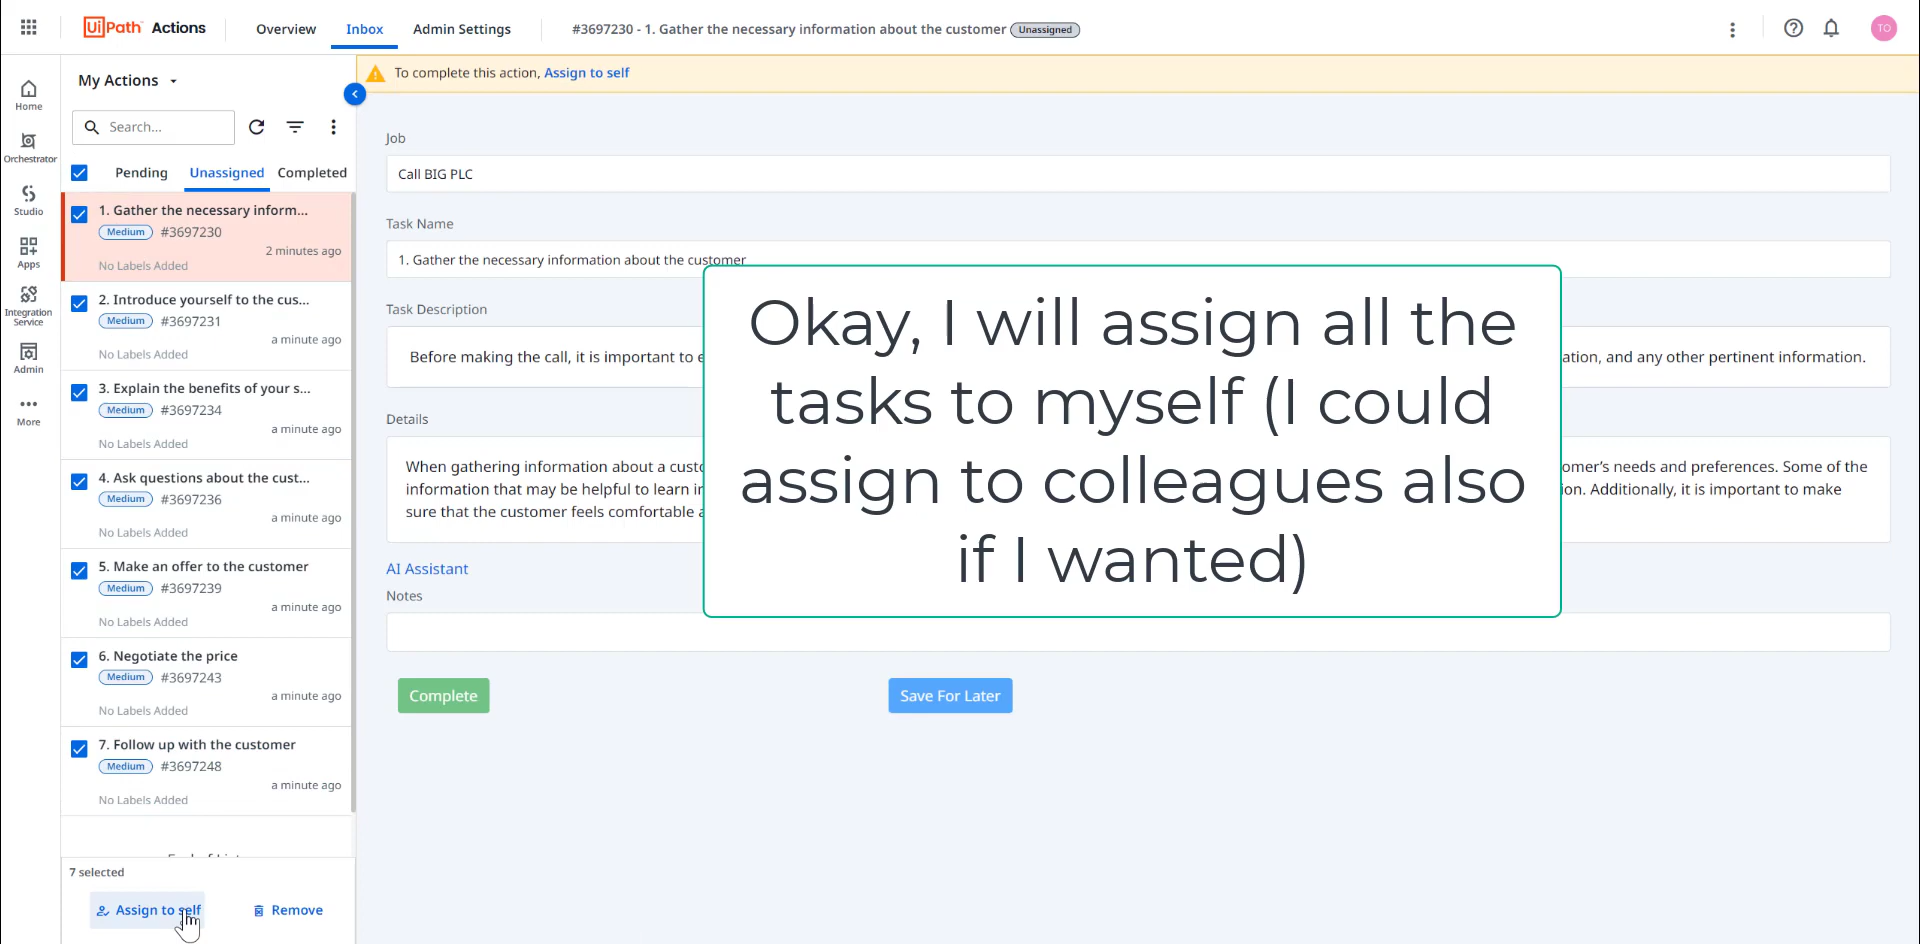 UiPath Actions
Overview
Inbox
Admin Settings
#3697230 - 1. Gather the necessary information about the customer
Unassigned
TO
Home
Orchestrator
Studio
Apps
Integration
Service
Admin
More
My Actions
Search...
Pending
Unassigned
Completed
1. Gather the necessary inform...
Medium #3697230
2 minutes ago
No Labels Added
2. Introduce yourself to the cus...
Medium #3697231
a minute ago
No Labels Added
3. Explain the benefits of your s...
Medium #3697234
a minute ago
No Labels Added
4. Ask questions about the cust...
Medium #3697236
a minute ago
No Labels Added
5. Make an offer to the customer
Medium #3697239
a minute ago
No Labels Added
6. Negotiate the price
Medium #3697243
a minute ago
No Labels Added
7. Follow up with the customer
Medium #3697248
a minute ago
No Labels Added
7 selected
Assign to self
Remove
To complete this action, Assign to self
Job
Call BIG PLC
Task Name
1. Gather the necessary information about the customer
Task Description
Before making the call, it is important to
and any other pertinent information.
Details
When gathering information about a
needs and preferences. Some of the
information that may be helpful to learn
Additionally, it is important to make
sure that the customer feels comfortable
AI Assistant
Notes
Complete
Save For Later
Okay, I will assign all the
tasks to myself (I could
assign to colleagues also
if I wanted)